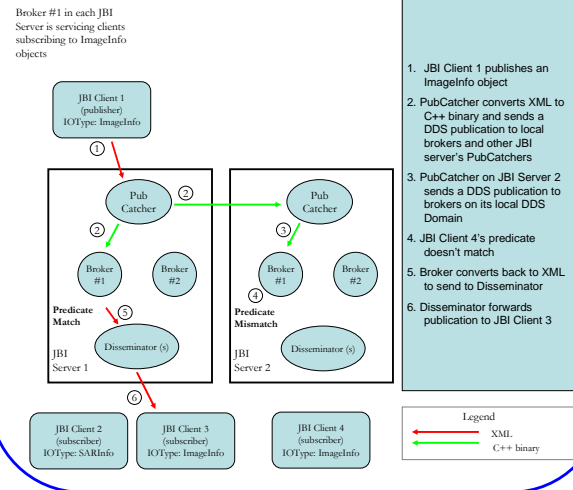 Broker #1 in each JBI
Server is servicing clients
subscribing to ImageInfo
objects
JBI Client 1
(publisher)
IOType: ImageInfo
1
Pub
Catcher
2
2
Broker
#1
Broker
#2
Predicate
Match
5
Disseminator (s)
JBI
Server 1
6
Pub
Catcher
3
Broker
#1
Broker
#2
4
Predicate
Mismatch
Disseminator (s)
JBI
Server 2
JBI Client 2
(subscriber)
IOType: SARInfo
JBI Client 3
(subscriber)
IOType: ImageInfo
JBI Client 4
(subscriber)
IOType: ImageInfo
1. JBI Client 1 publishes an
ImageInfo object
2. PubCatcher converts XML to
C++ binary and sends a
DDS publication to local
brokers and other JBI
server's PubCatchers
3. PubCatcher on JBI Server 2
sends a DDS publication to
brokers on its local DDS
Domain
4. JBI Client 4's predicate
doesn't match
5. Broker converts back to XML
to send to Disseminator
6. Disseminator forwards
publication to JBI Client 3
Legend
XML
C++ binary